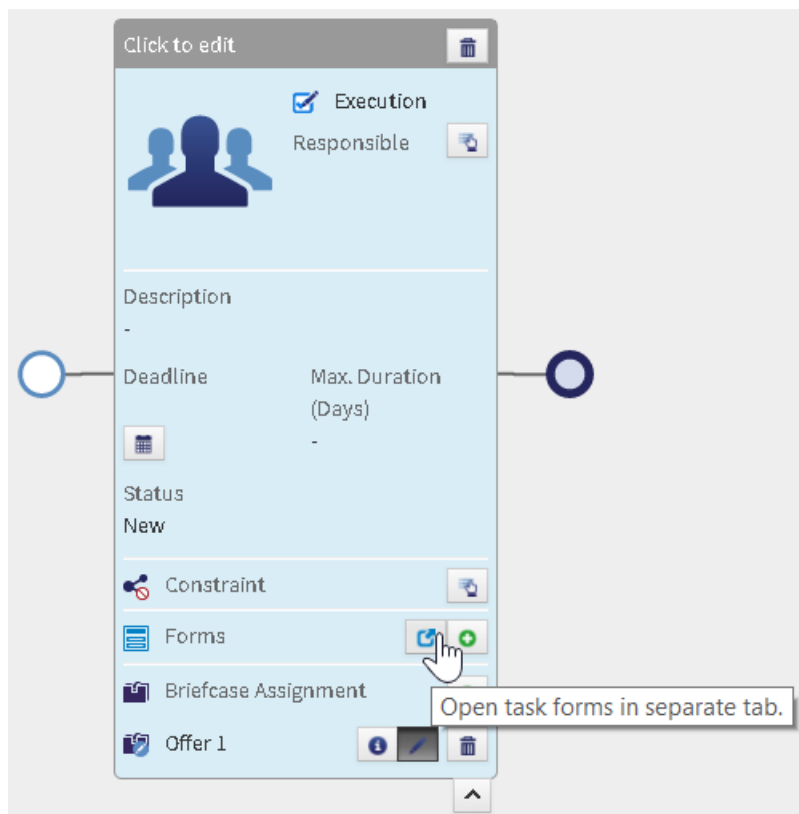 Click to edit
Execution
Responsible
Description
-
Deadline
Max. Duration
(Days)
-
Status
New
Constraint
Forms
Briefcase Assignment
Open task forms in separate tab.
Offer 1